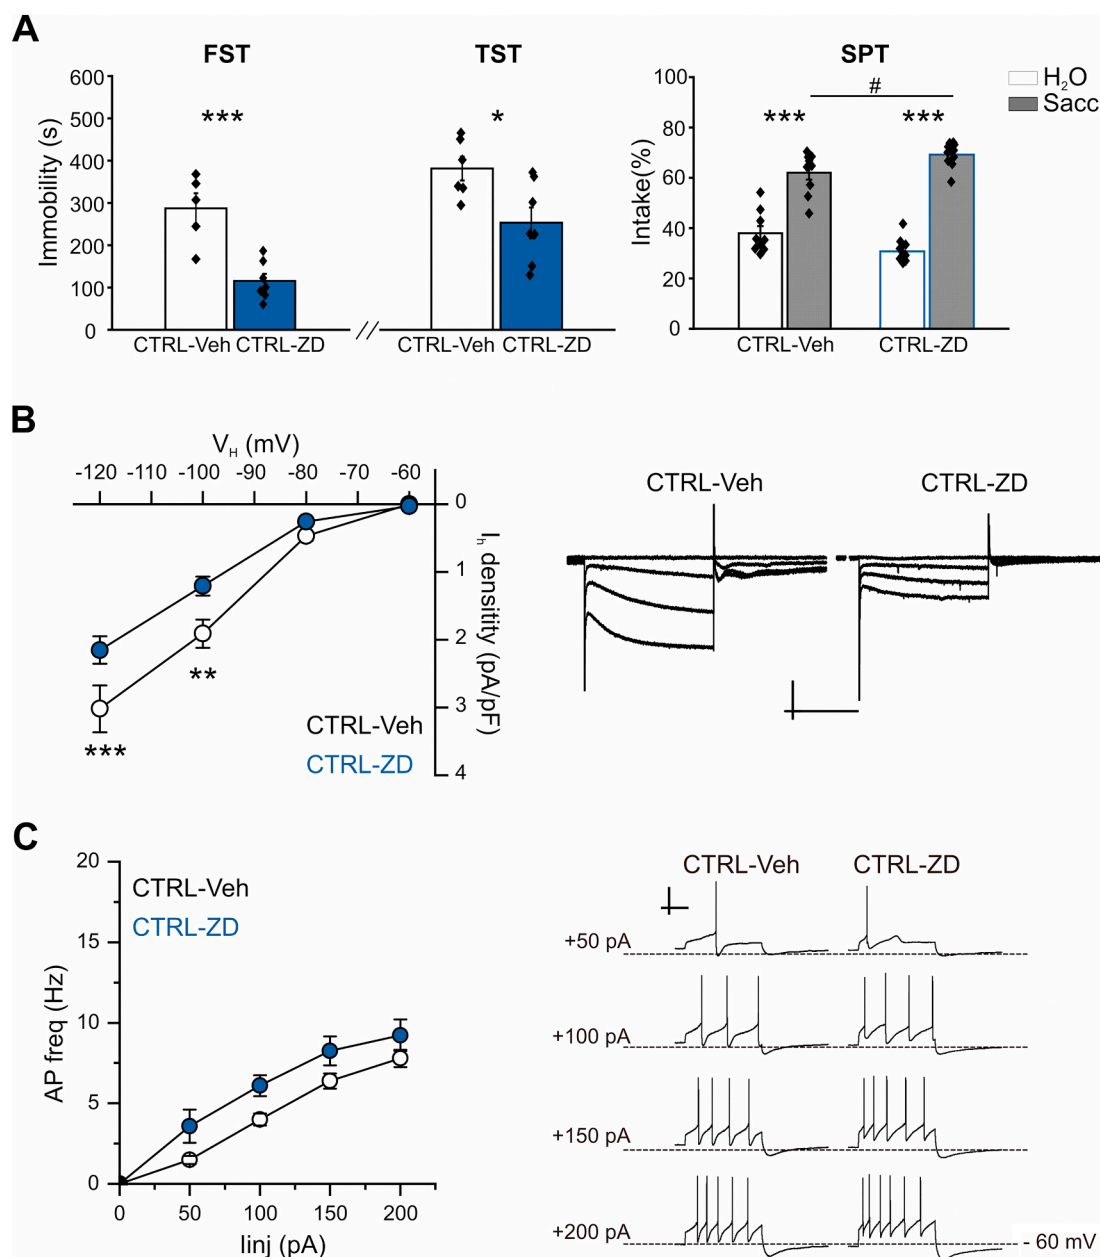 A
FST
TST
SPT
H2O
Sacc
Immobility (s)
600
500
400
300
200
100
0
***
*
CTRL-Veh CTRL-ZD
CTRL-Veh CTRL-ZD
Intake(%)
100
80
60
40
20
0
#
***
***
CTRL-Veh
CTRL-ZD
B
VH (mV)
-120 -110 -100 -90 -80 -70 -60
0
1
2
3
4
Ih densitity (pA/pF)
**
***
CTRL-Veh
CTRL-ZD
CTRL-Veh
CTRL-ZD
C
AP freq (Hz)
20
15
10
5
0
0 50 100 150 200
Iinj (pA)
CTRL-Veh
CTRL-ZD
CTRL-Veh
CTRL-ZD
+50 pA
+100 pA
+150 pA
+200 pA
- 60 mV